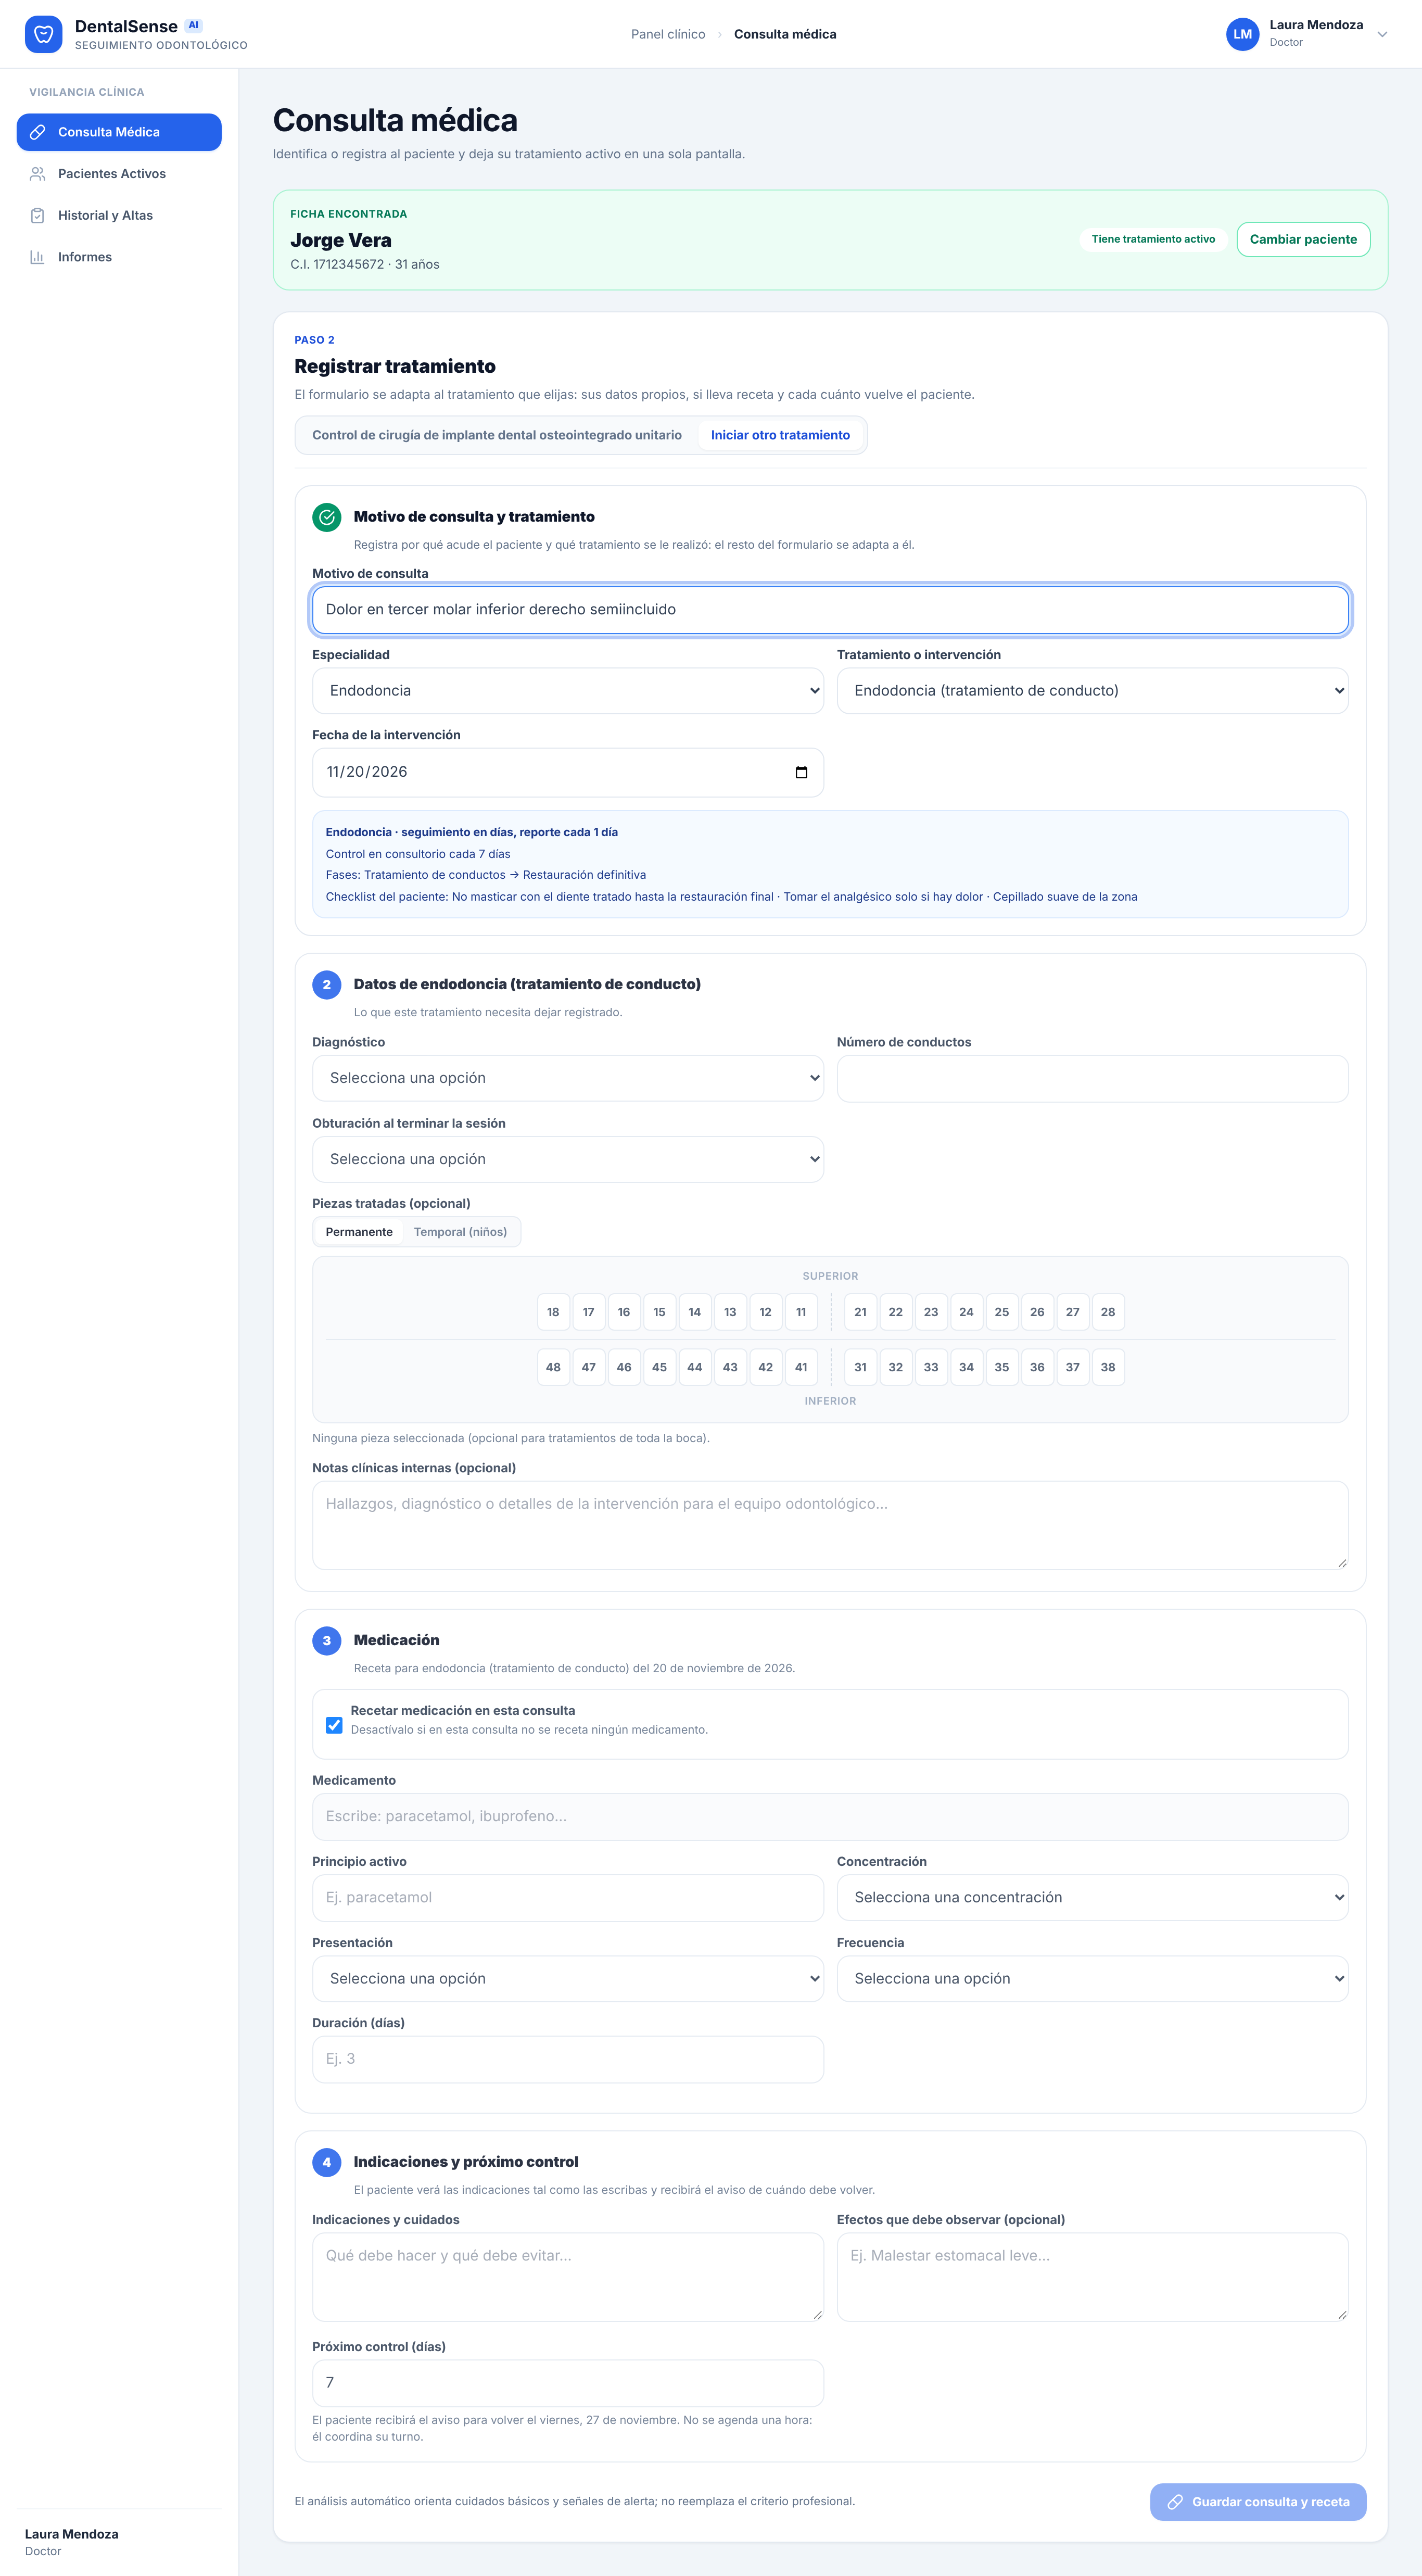 DentalSense AI
SEGUIMIENTO ODONTOLÓGICO
Panel clínico › Consulta médica
LM
Laura Mendoza
Doctor
VIGILANCIA CLÍNICA
Consulta Médica
Pacientes Activos
Historial y Altas
Informes
Consulta médica
Identifica o registra al paciente y deja su tratamiento activo en una sola pantalla.
FICHA ENCONTRADA
Jorge Vera
C.I. 1712345672 · 31 años
Tiene tratamiento activo
Cambiar paciente
PASO 2
Registrar tratamiento
El formulario se adapta al tratamiento que elijas: sus datos propios, si lleva receta y cada cuánto vuelve el paciente.
Control de cirugía de implante dental osteointegrado unitario
Iniciar otro tratamiento
Motivo de consulta y tratamiento
Registra por qué acude el paciente y qué tratamiento se le realizó: el resto del formulario se adapta a él.
Motivo de consulta
Dolor en tercer molar inferior derecho semiincluido
Especialidad
Endodoncia
Tratamiento o intervención
Endodoncia (tratamiento de conducto)
Fecha de la intervención
11/20/2026
Endodoncia · seguimiento en días, reporte cada 1 día
Control en consultorio cada 7 días
Fases: Tratamiento de conductos → Restauración definitiva
Checklist del paciente: No masticar con el diente tratado hasta la restauración final · Tomar el analgésico solo si hay dolor · Cepillado suave de la zona
2
Datos de endodoncia (tratamiento de conducto)
Lo que este tratamiento necesita dejar registrado.
Diagnóstico
Selecciona una opción
Número de conductos
Obturación al terminar la sesión
Selecciona una opción
Piezas tratadas (opcional)
Permanente
Temporal (niños)
SUPERIOR
18 17 16 15 14 13 12 11 21 22 23 24 25 26 27 28
48 47 46 45 44 43 42 41 31 32 33 34 35 36 37 38
INFERIOR
Ninguna pieza seleccionada (opcional para tratamientos de toda la boca).
Notas clínicas internas (opcional)
Hallazgos, diagnóstico o detalles de la intervención para el equipo odontológico...
3
Medicación
Receta para endodoncia (tratamiento de conducto) del 20 de noviembre de 2026.
Recetar medicación en esta consulta
Desactívalo si en esta consulta no se receta ningún medicamento.
Medicamento
Escribe: paracetamol, ibuprofeno...
Principio activo
Ej. paracetamol
Concentración
Selecciona una concentración
Presentación
Selecciona una opción
Frecuencia
Selecciona una opción
Duración (días)
Ej. 3
4
Indicaciones y próximo control
El paciente verá las indicaciones tal como las escribas y recibirá el aviso de cuándo debe volver.
Indicaciones y cuidados
Qué debe hacer y qué debe evitar...
Efectos que debe observar (opcional)
Ej. Malestar estomacal leve...
Próximo control (días)
7
El paciente recibirá el aviso para volver el viernes, 27 de noviembre. No se agenda una hora:
él coordina su turno.
El análisis automático orienta cuidados básicos y señales de alerta; no reemplaza el criterio profesional.
Guardar consulta y receta
Laura Mendoza
Doctor